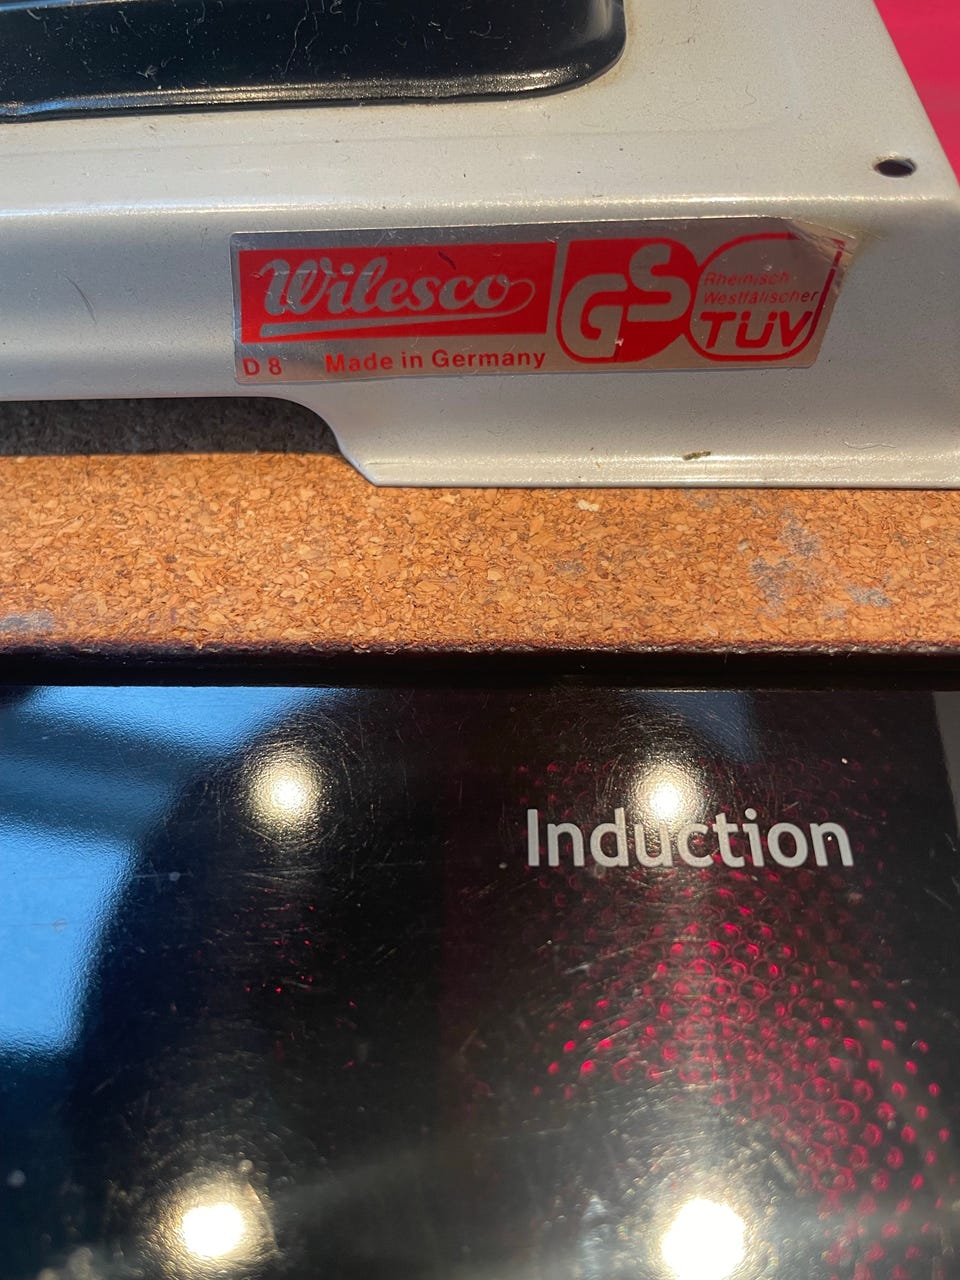 Wilesco
D 8 Made in Germany
GS
Rheinisch-
Westfälischer
TÜV
Induction